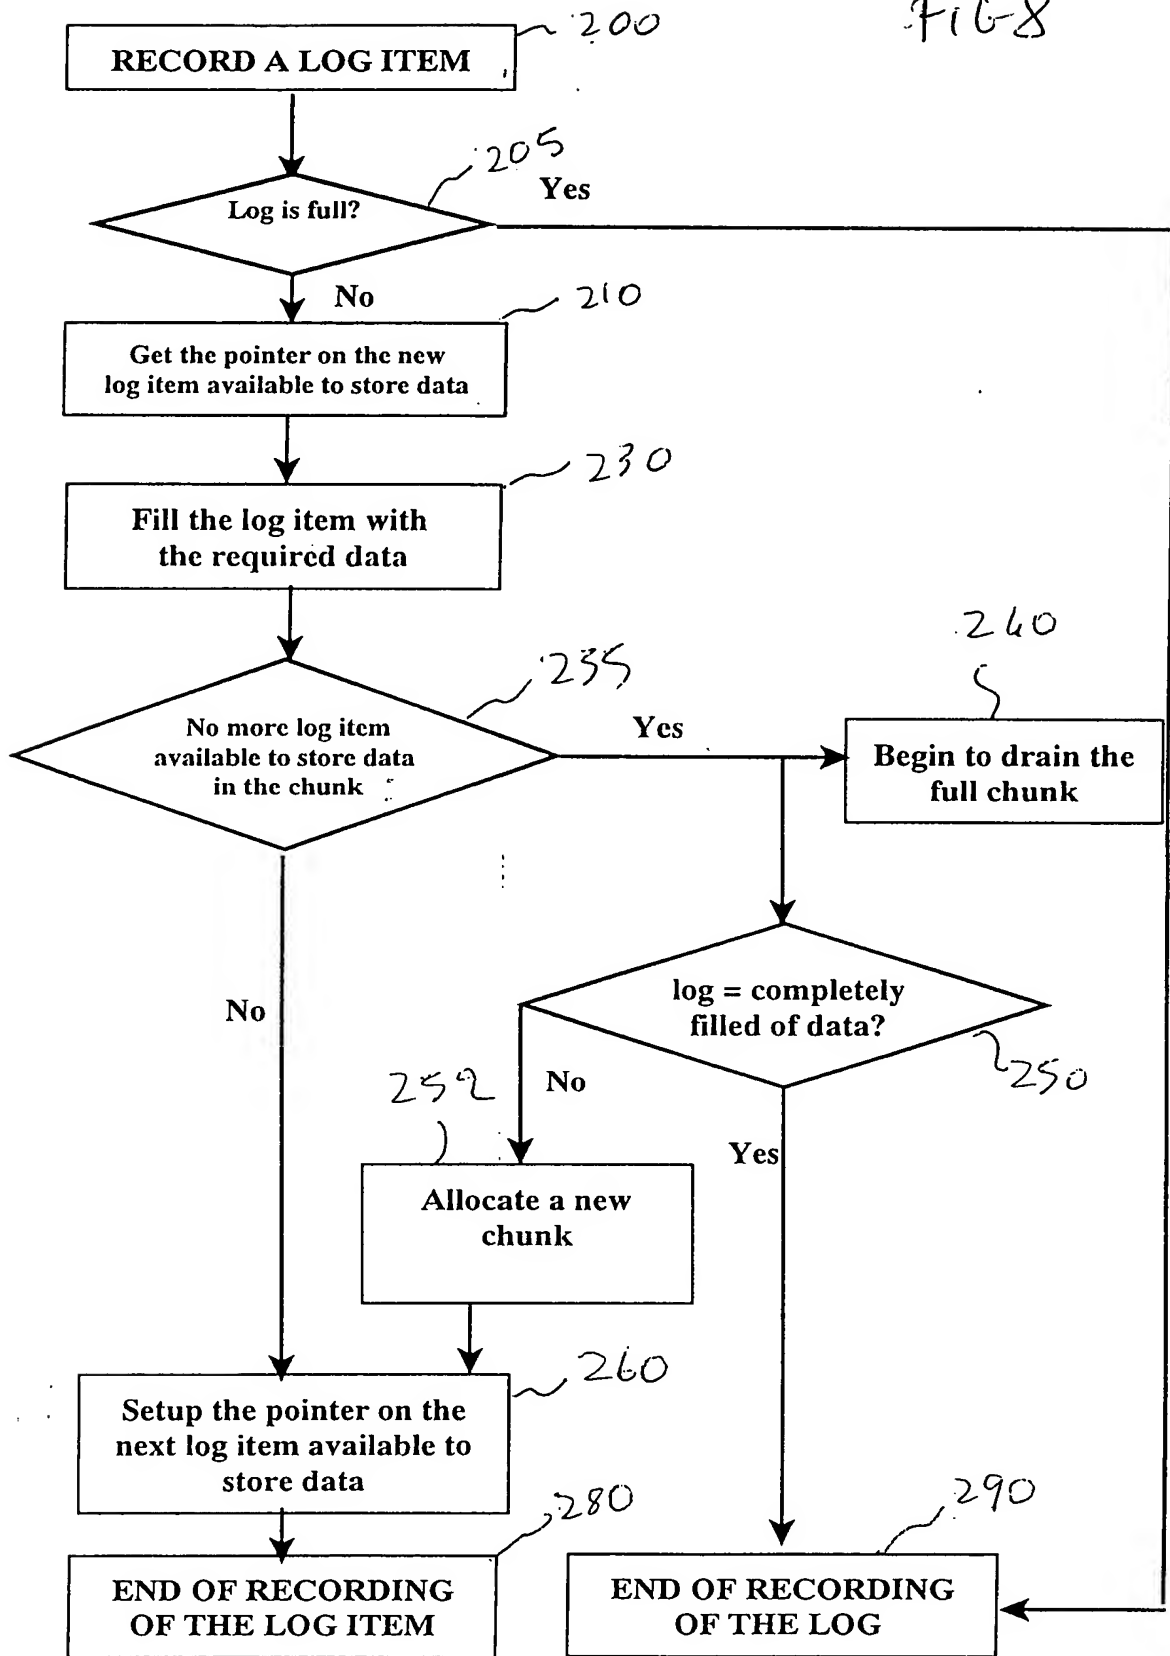 FIG-8
200
RECORD A LOG ITEM
205
Log is full?
Yes
No
210
Get the pointer on the new
log item available to store data
230
Fill the log item with
the required data
235
No more log item
available to store data
in the chunk
Yes
240
Begin to drain the
full chunk
No
log = completely
filled of data?
250
252
No
Yes
Allocate a new
chunk
260
Setup the pointer on the
next log item available to
store data
280
290
END OF RECORDING
OF THE LOG ITEM
END OF RECORDING
OF THE LOG